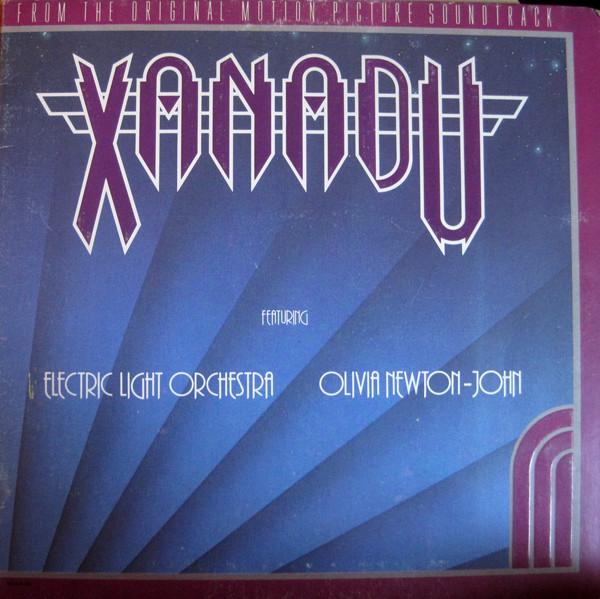 FROM THE ORIGINAL MOTION PICTURE SOUNDTRACK
XANADU
FEATURING
ELECTRIC LIGHT ORCHESTRA OLIVIA NEWTON-JOHN